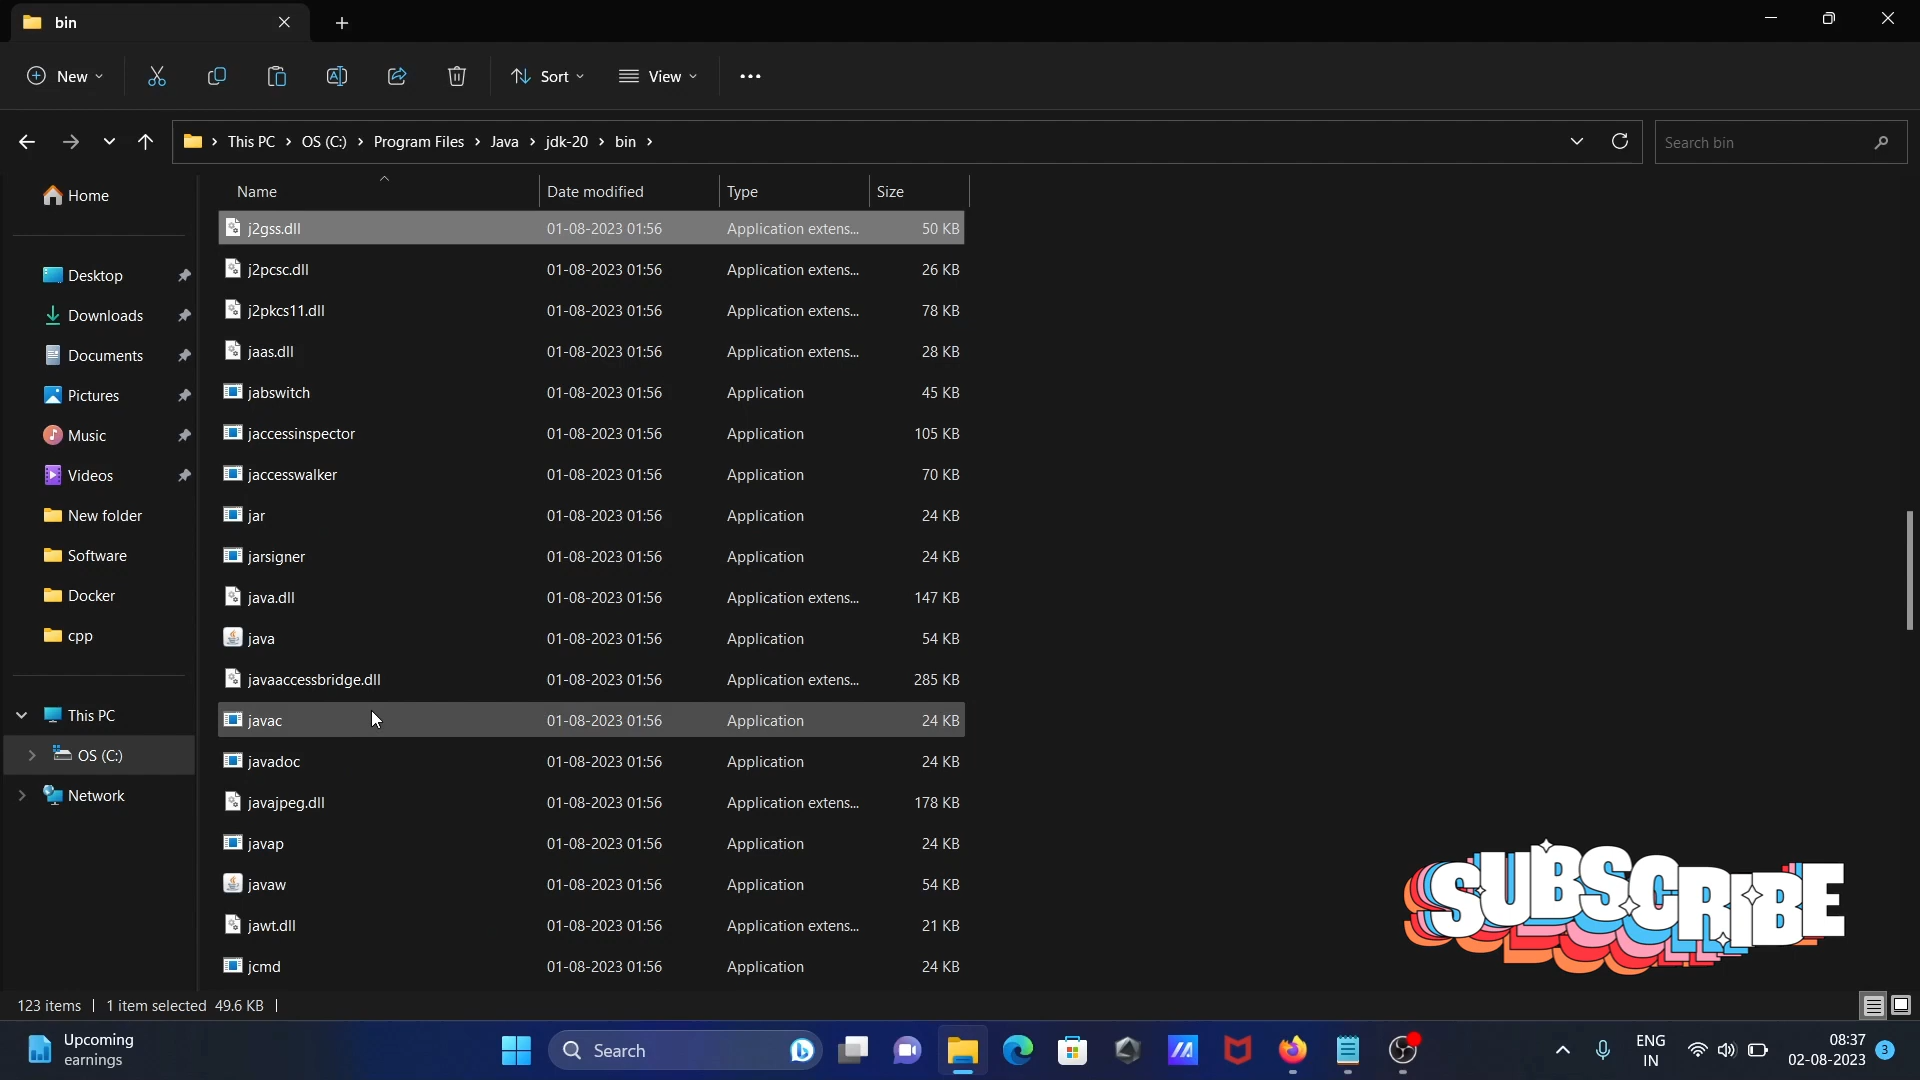 bin
New Sort View
This PC OS (C:) Program Files Java jdk-20 bin
Search bin
Home
Desktop
Downloads
Documents
Pictures
Music
Videos
New folder
Software
Docker
cpp
This PC
OS (C:)
Network
Name Date modified Type Size
j2gss.dll 01-08-2023 01:56 Application extens... 50 KB
j2pcsc.dll 01-08-2023 01:56 Application extens... 26 KB
j2pkcs11.dll 01-08-2023 01:56 Application extens... 78 KB
jaas.dll 01-08-2023 01:56 Application extens... 28 KB
jabswitch 01-08-2023 01:56 Application 45 KB
jaccessinspector 01-08-2023 01:56 Application 105 KB
jaccesswalker 01-08-2023 01:56 Application 70 KB
jar 01-08-2023 01:56 Application 24 KB
jarsigner 01-08-2023 01:56 Application 24 KB
java.dll 01-08-2023 01:56 Application extens... 147 KB
java 01-08-2023 01:56 Application 54 KB
javaaccessbridge.dll 01-08-2023 01:56 Application extens... 285 KB
javac 01-08-2023 01:56 Application 24 KB
javadoc 01-08-2023 01:56 Application 24 KB
javajpeg.dll 01-08-2023 01:56 Application extens... 178 KB
javap 01-08-2023 01:56 Application 24 KB
javaw 01-08-2023 01:56 Application 54 KB
jawt.dll 01-08-2023 01:56 Application extens... 21 KB
jcmd 01-08-2023 01:56 Application 24 KB
SUBSCRIBE
123 items 1 item selected 49.6 KB
Upcoming
earnings
Search
ENG
IN
08:37
02-08-2023
3